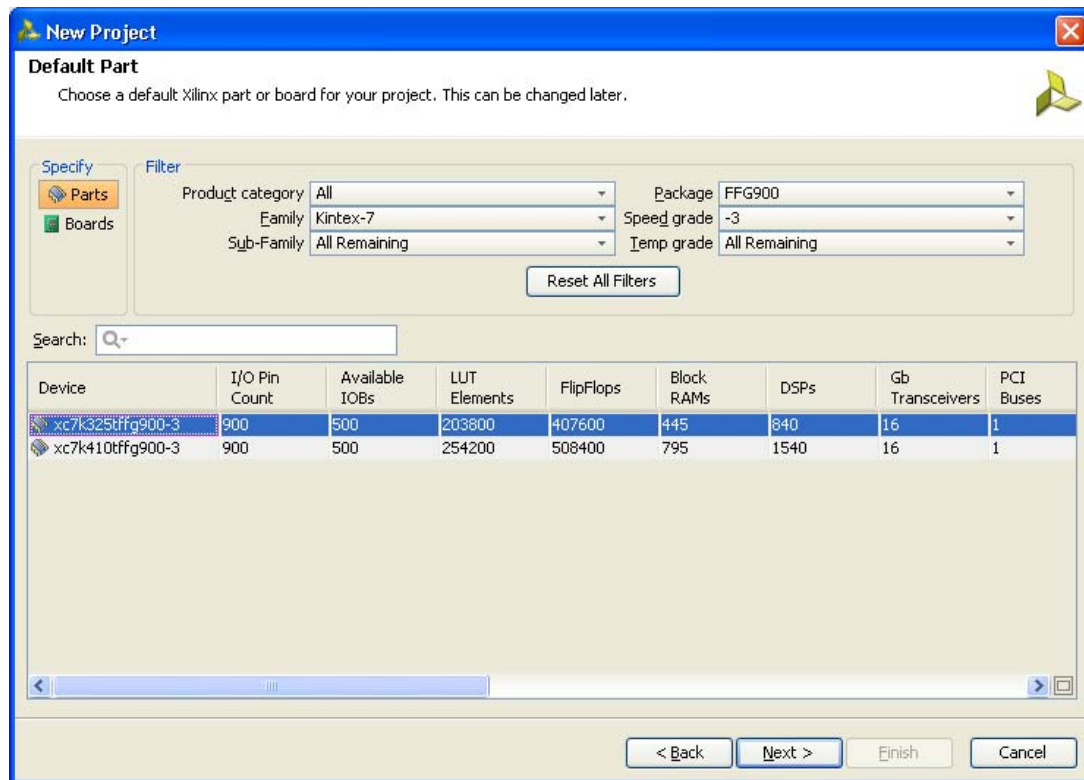 New Project
Default Part
Choose a default Xilinx part or board for your project. This can be changed later.
Specify
Filter
Parts
Boards
Product category All
Package FFG900
Family Kintex-7
Speed grade -3
Sub-Family All Remaining
Temp grade All Remaining
Reset All Filters
Search:
Device I/O Pin Count Available IOBs LUT Elements FlipFlops Block RAMs DSPs Gb Transceivers PCI Buses
xc7k325tffg900-3 900 500 203800 407600 445 840 16 1
xc7k410tffg900-3 900 500 254200 508400 795 1540 16 1
< Back Next > Finish Cancel